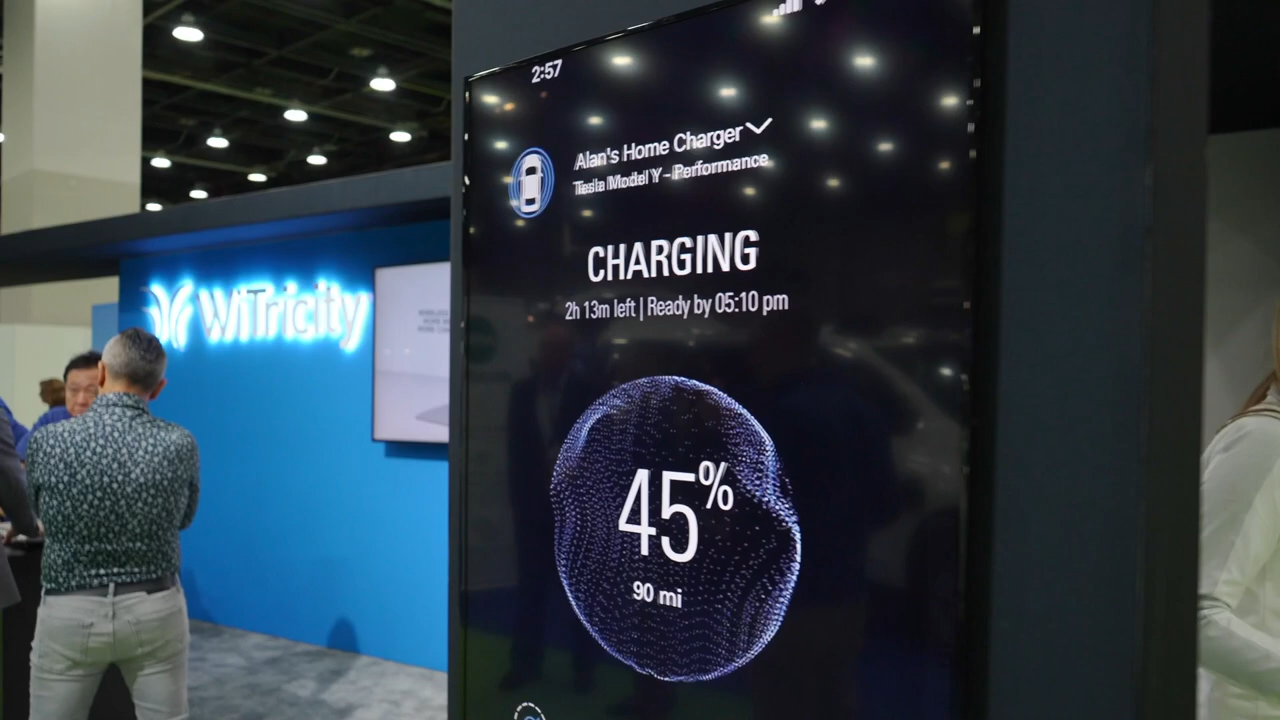 2:57
Alan's Home Charger
Tesla Model Y - Performance
CHARGING
2h 13m left | Ready by 05:10 pm
45%
90 mi
WiTricity